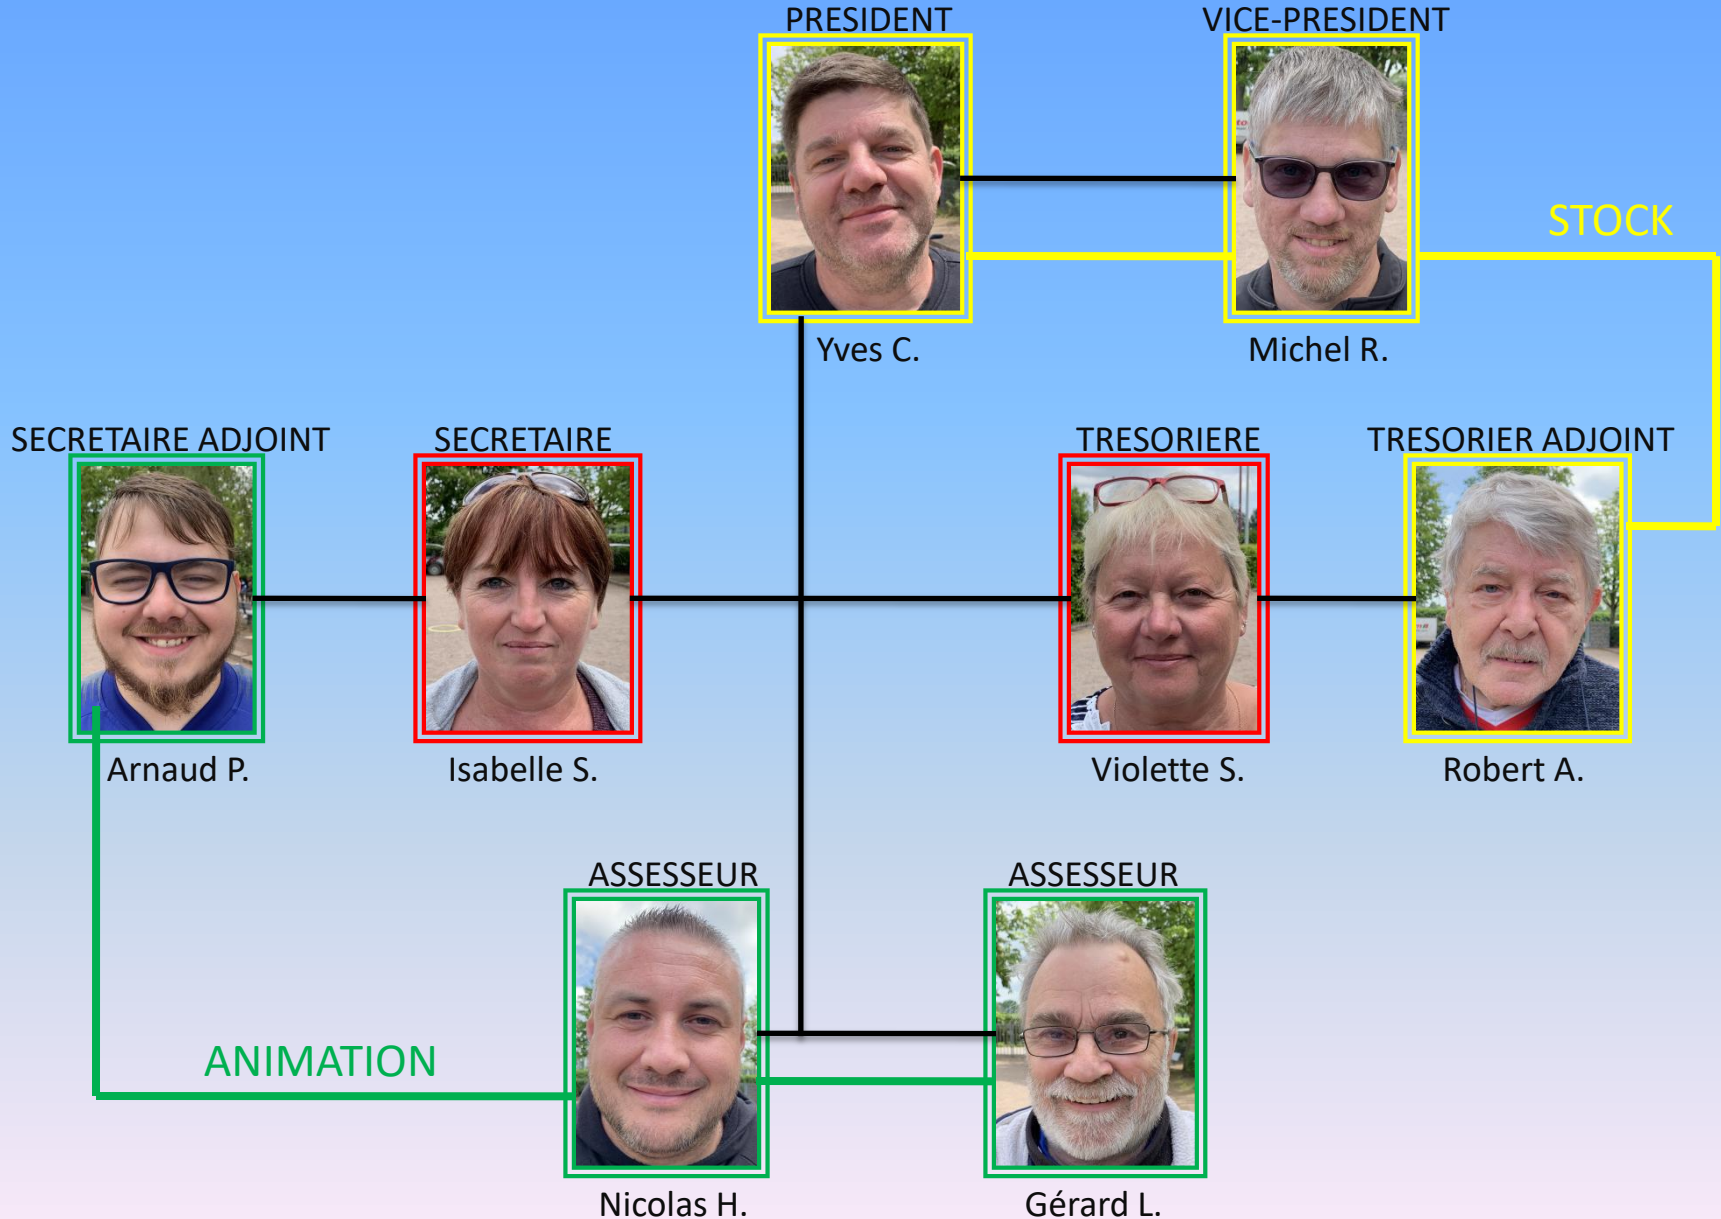 PRESIDENT
VICE-PRESIDENT
STOCK
Yves C.
Michel R.
SECRETAIRE ADJOINT
SECRETAIRE
TRESORIERE
TRESORIER ADJOINT
Arnaud P.
Isabelle S.
Violette S.
Robert A.
ASSESSEUR
ASSESSEUR
ANIMATION
Nicolas H.
Gérard L.